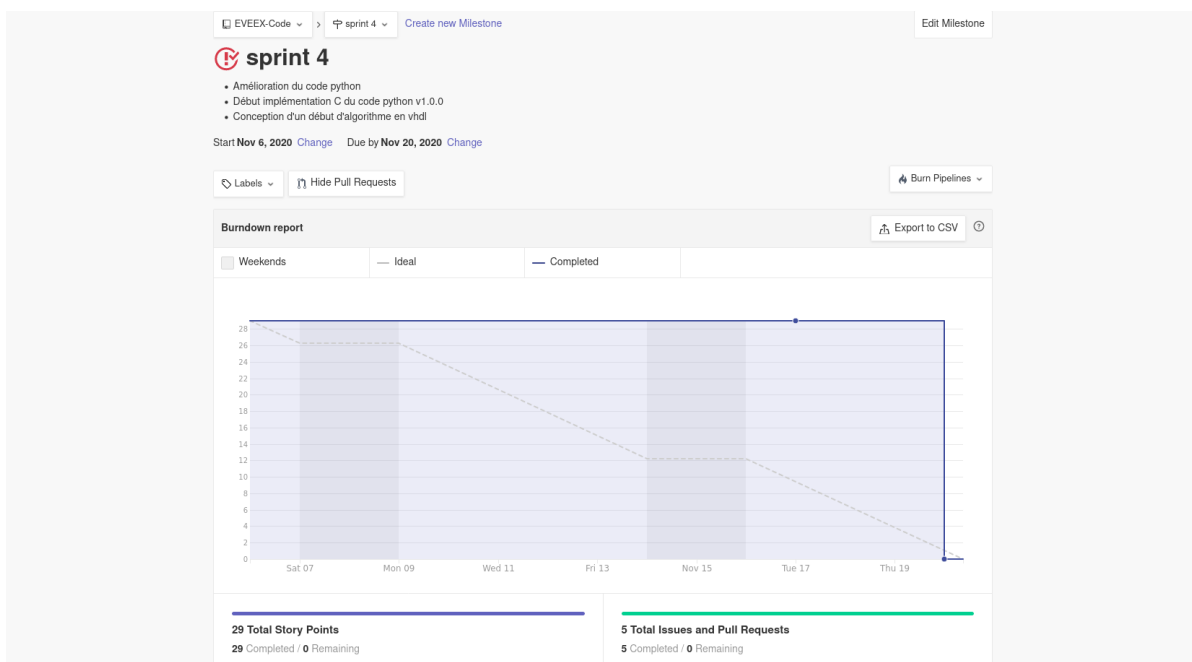 EVEEX-Code > sprint 4 Create new Milestone Edit Milestone
sprint 4
• Amélioration du code python
• Début implémentation C du code python v1.0.0
• Conception d'un début d'algorithme en vhdl
Start Nov 6, 2020 Change Due by Nov 20, 2020 Change
Labels Hide Pull Requests Burn Pipelines
Burndown report Export to CSV
Weekends Ideal Completed
28
26
24
22
20
18
16
14
12
10
8
6
4
2
0
Sat 07 Mon 09 Wed 11 Fri 13 Nov 15 Tue 17 Thu 19
29 Total Story Points 5 Total Issues and Pull Requests
29 Completed / 0 Remaining 5 Completed / 0 Remaining